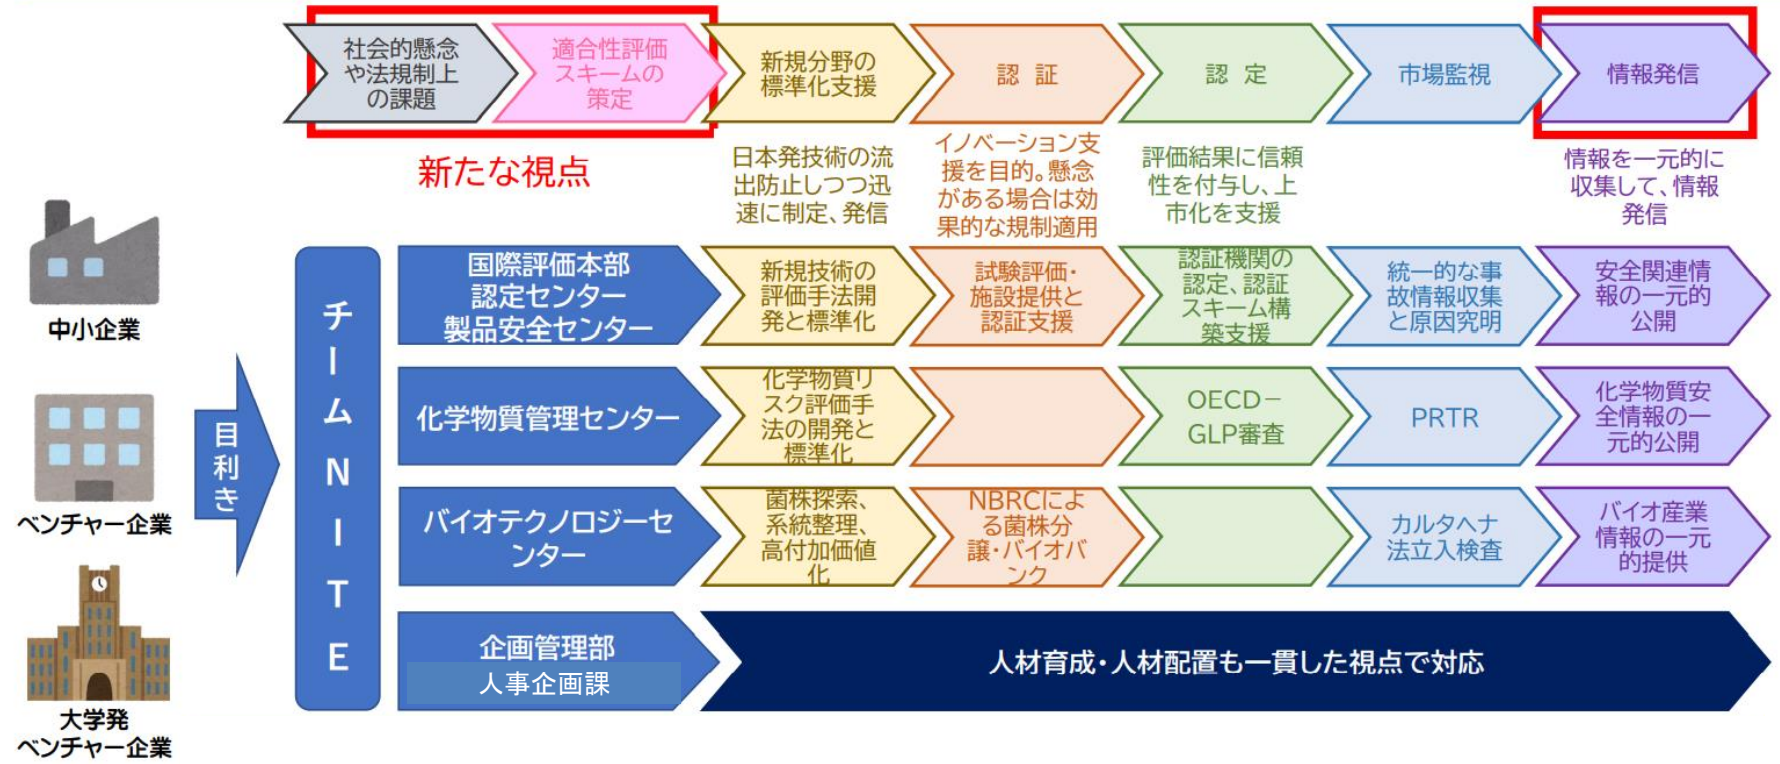 社会的懸念
や法規制上
の課題
適合性評価
スキームの
策定
新規分野の
標準化支援
認 証
認 定
市場監視
情報発信
新たな視点
日本発技術の流
出防止しつつ迅
速に制定、発信
イノベーション支
援を目的。懸念
がある場合は効
果的な規制適用
評価結果に信頼
性を付与し、上
市化を支援
情報を一元的に
収集して、情報
発信
中小企業
ベンチャー企業
大学発
ベンチャー企業
目利き
チームNITE
国際評価本部
認定センター
製品安全センター
新規技術の
評価手法開
発と標準化
試験評価・
施設提供と
認証支援
認証機関の
認定、認証
スキーム構
築支援
統一的な事
故情報収集
と原因究明
安全関連情
報の一元的
公開
化学物質管理センター
化学物質リ
スク評価手
法の開発と
標準化
OECD－
GLP審査
PRTR
化学物質安
全情報の一
元的公開
バイオテクノロジーセ
ンター
菌株探索、
系統整理、
高付加価値
化
NBRCによ
る菌株分
譲・バイオバ
ンク
カルタヘナ
法立入検査
バイオ産業
情報の一元
的提供
企画管理部
人事企画課
人材育成・人材配置も一貫した視点で対応